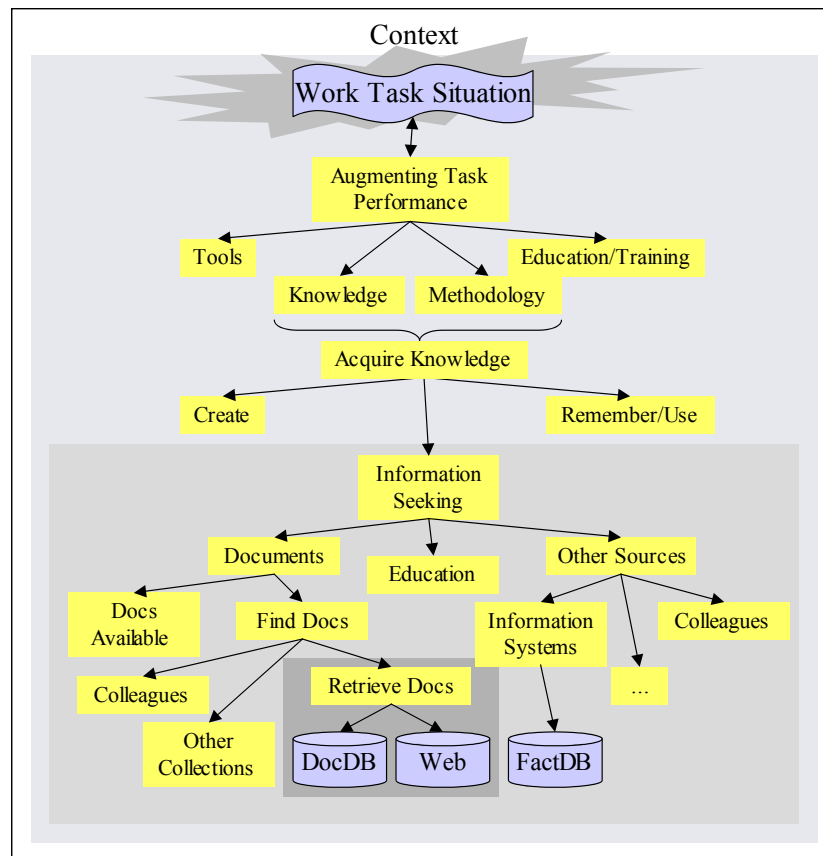 Context
Work Task Situation
Augmenting Task
Performance
Tools
Education/Training
Knowledge
Methodology
Acquire Knowledge
Create
Remember/Use
Information
Seeking
Documents
Education
Other Sources
Docs
Available
Find Docs
Information
Systems
Colleagues
Colleagues
Retrieve Docs
...
Other
Collections
DocDB
Web
FactDB